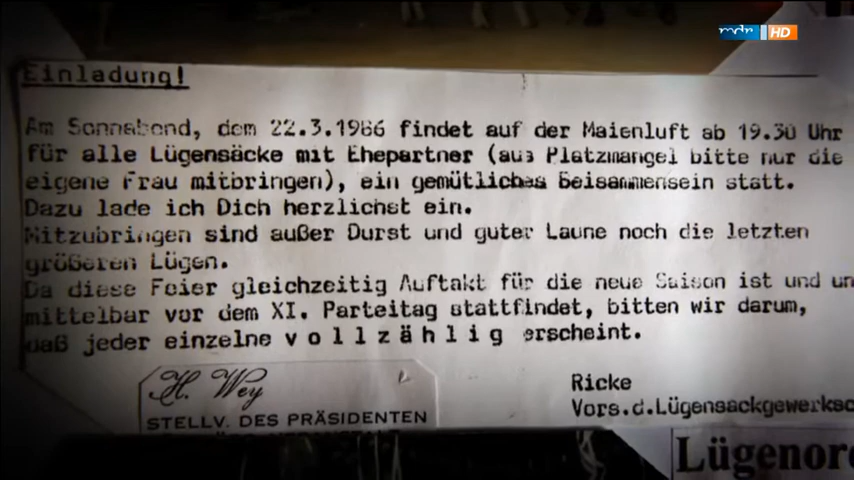 mdr HD
Einladung!
Am Sonnabend, dem 22.3.1986 findet auf der Maienluft ab 19.30 Uhr
für alle Lügensäcke mit Ehepartner (aus Platzmangel bitte nur die
eigene Frau mitbringen), ein gemütliches Beisammensein statt.
Dazu lade ich Dich herzlichst ein.
Mitzubringen sind außer Durst und guter Laune noch die letzten
größeren Lügen.
Da diese Feier gleichzeitig Auftakt für die neue Saison ist und un
mittelbar vor dem XI. Parteitag stattfindet, bitten wir darum,
daß jeder einzelne v o l l z ä h l i g erscheint.
H. Wey
STELLV. DES PRÄSIDENTEN
Ricke
Vors.d.Lügensackgewerksc
Lügenord